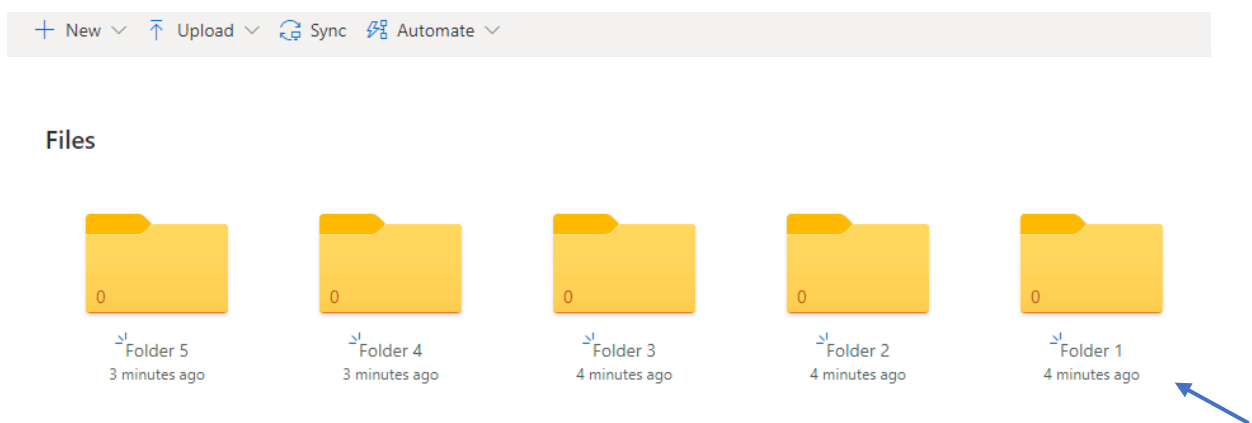 New Upload Sync Automate
Files
0 0 0 0 0
Folder 5 Folder 4 Folder 3 Folder 2 Folder 1
3 minutes ago 3 minutes ago 4 minutes ago 4 minutes ago 4 minutes ago